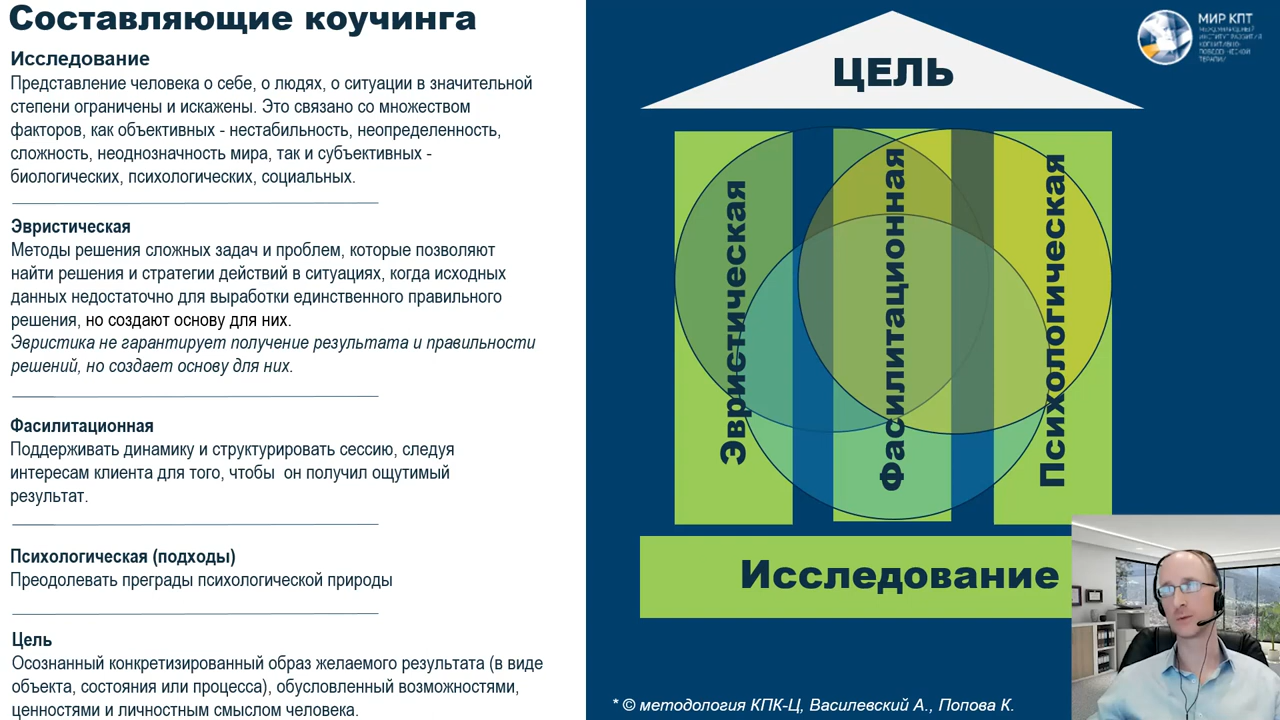 Составляющие коучинга
Исследование
Представление человека о себе, о людях, о ситуации в значительной
степени ограничены и искажены. Это связано со множеством
факторов, как объективных - нестабильность, неопределенность,
сложность, неоднозначность мира, так и субъективных -
биологических, психологических, социальных.
Эвристическая
Методы решения сложных задач и проблем, которые позволяют
найти решения и стратегии действий в ситуациях, когда исходных
данных недостаточно для выработки единственного правильного
решения, но создают основу для них.
Эвристика не гарантирует получение результата и правильности
решений, но создает основу для них.
Фасилитационная
Поддерживать динамику и структурировать сессию, следуя
интересам клиента для того, чтобы он получил ощутимый
результат.
Психологическая (подходы)
Преодолевать преграды психологической природы
Цель
Осознанный конкретизированный образ желаемого результата (в виде
объекта, состояния или процесса), обусловленный возможностями,
ценностями и личностным смыслом человека.
ЦЕЛЬ
Эвристическая
Фасилитационная
Психологическая
Исследование
* © методология КПК-Ц, Василевский А., Попова К.
МИР КПТ
МЕЖДУНАРОДНЫЙ
ИНСТИТУТ РАЗВИТИЯ
КОГНИТИВНО-
ПОВЕДЕНЧЕСКОЙ
ТЕРАПИИ